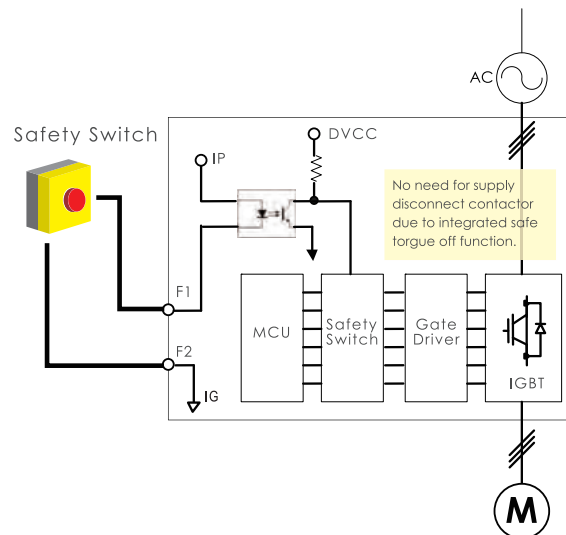 AC
Safety Switch
DVCC
IP
No need for supply
disconnect contactor
due to integrated safe
torgue off function.
F1
MCU
Safety
Switch
Gate
Driver
F2
IG
IGBT
M